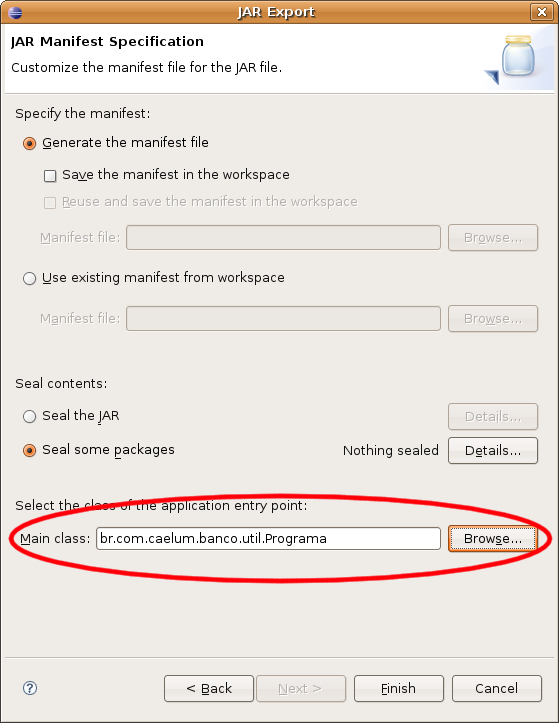 JAR Export
JAR Manifest Specification
Customize the manifest file for the JAR file.
Specify the manifest:
Generate the manifest file
Save the manifest in the workspace
Reuse and save the manifest in the workspace
Manifest file: Browse...
Use existing manifest from workspace
Manifest file: Browse...
Seal contents:
Seal the JAR Details...
Seal some packages Nothing sealed Details...
Select the class of the application entry point:
Main class: br.com.caelum.banco.util.Programa Browse...
? < Back Next > Finish Cancel